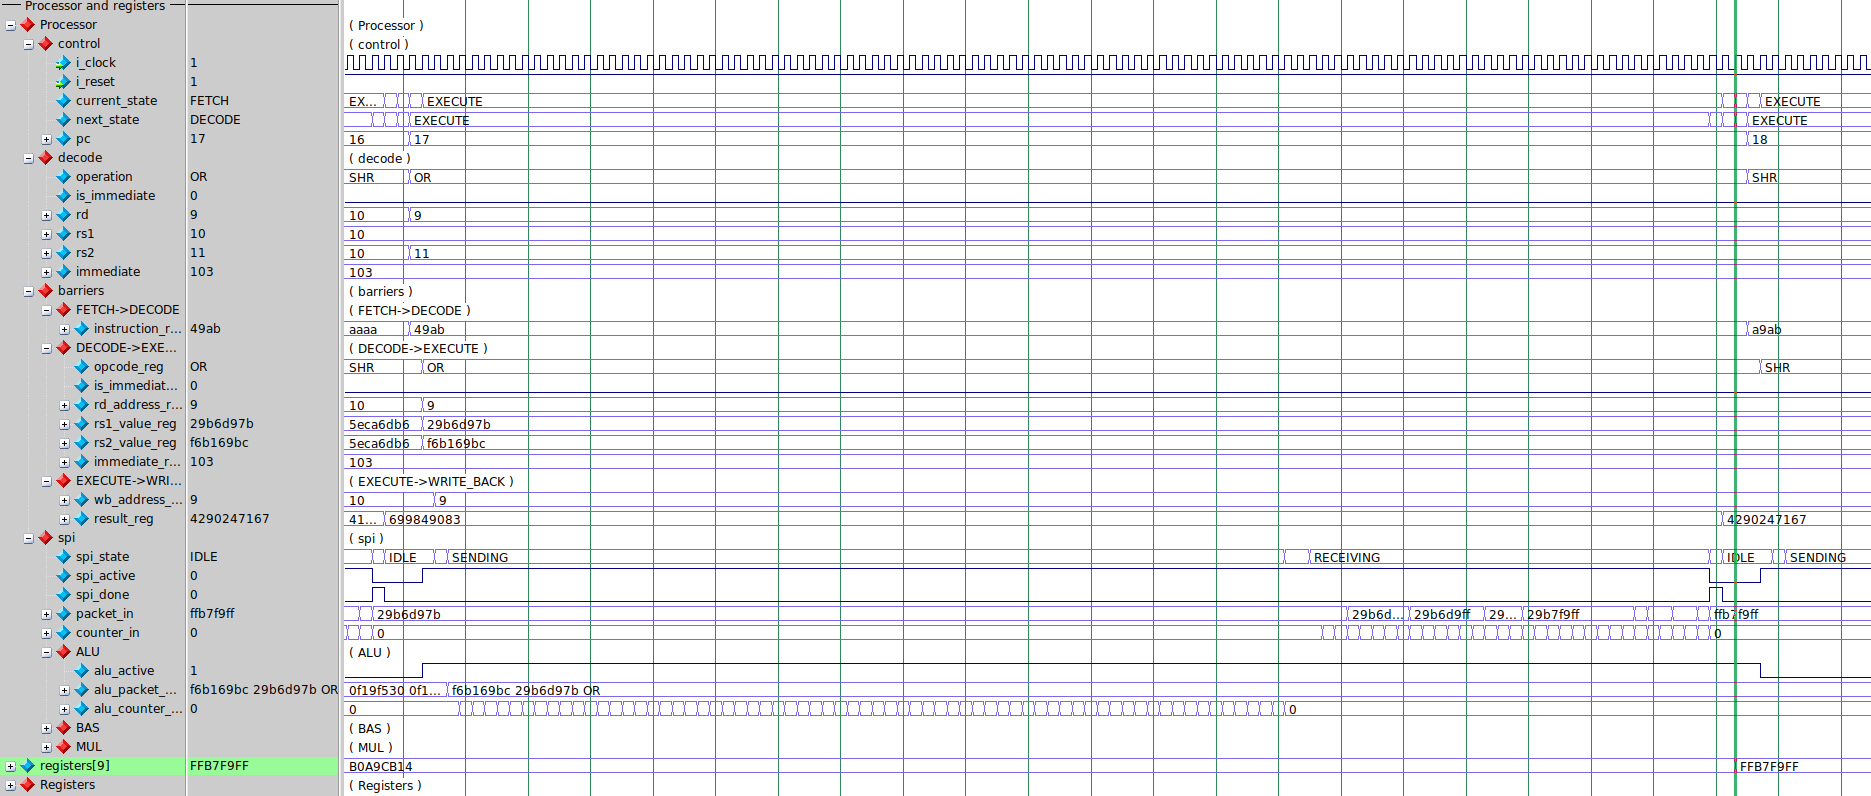 Processor and registers
Processor ( Processor )
control ( control )
i_clock 1
i_reset 1
current_state FETCH EX... EXECUTE EXECUTE
next_state DECODE EXECUTE EXECUTE
pc 17 16 17 18
decode ( decode )
operation OR SHR OR SHR
is_immediate 0
rd 9 10 9
rs1 10 10
rs2 11 10 11
immediate 103 103
barriers ( barriers )
FETCH->DECODE ( FETCH->DECODE )
instruction_r... 49ab aaaa 49ab a9ab
DECODE->EXE... ( DECODE->EXECUTE )
opcode_reg OR SHR OR SHR
is_immediat... 0
rd_address_r... 9 10 9
rs1_value_reg 29b6d97b 5eca6db6 29b6d97b
rs2_value_reg f6b169bc 5eca6db6 f6b169bc
immediate_r... 103 103
EXECUTE->WRI... ( EXECUTE->WRITE_BACK )
wb_address_... 9 10 9
result_reg 4290247167 41... 699849083 4290247167
spi ( spi )
spi_state IDLE IDLE SENDING RECEIVING IDLE SENDING
spi_active 0
spi_done 0
packet_in ffb7f9ff 29b6d97b 29b6d... 29b6d9ff 29... 29b7f9ff ffb7f9ff
counter_in 0 0 0
ALU ( ALU )
alu_active 1
alu_packet_... f6b169bc 29b6d97b OR 0f19f530 0f1... f6b169bc 29b6d97b OR
alu_counter_... 0 0 0
BAS ( BAS )
MUL ( MUL )
registers[9] FFB7F9FF B0A9CB14 FFB7F9FF
Registers ( Registers )